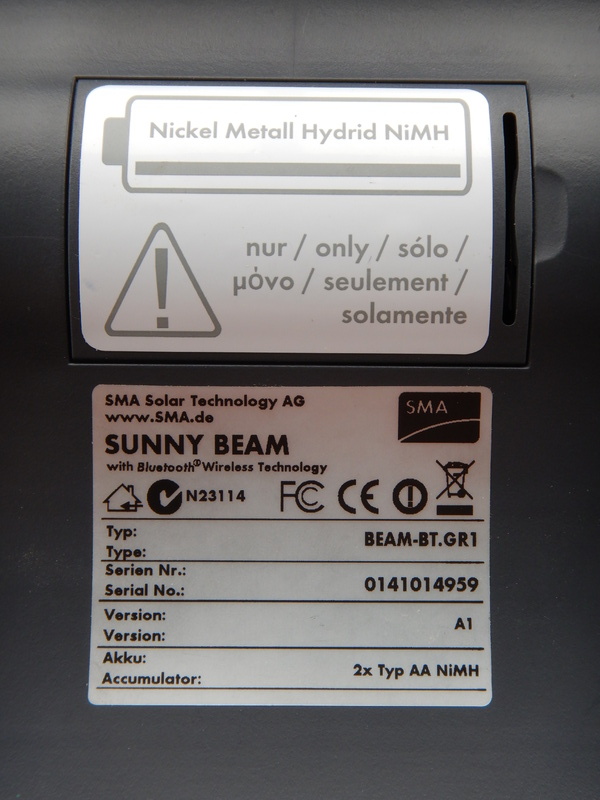 Nickel Metall Hydrid NiMH
nur / only / sólo /
μόνο / seulement /
solamente
SMA Solar Technology AG
www.SMA.de
SMA
SUNNY BEAM
with Bluetooth® Wireless Technology
N23114
FC CE
Typ:
Type:
BEAM-BT.GR1
Serien Nr.:
Serial No.:
0141014959
Version:
Version:
A1
Akku:
Accumulator:
2x Typ AA NiMH